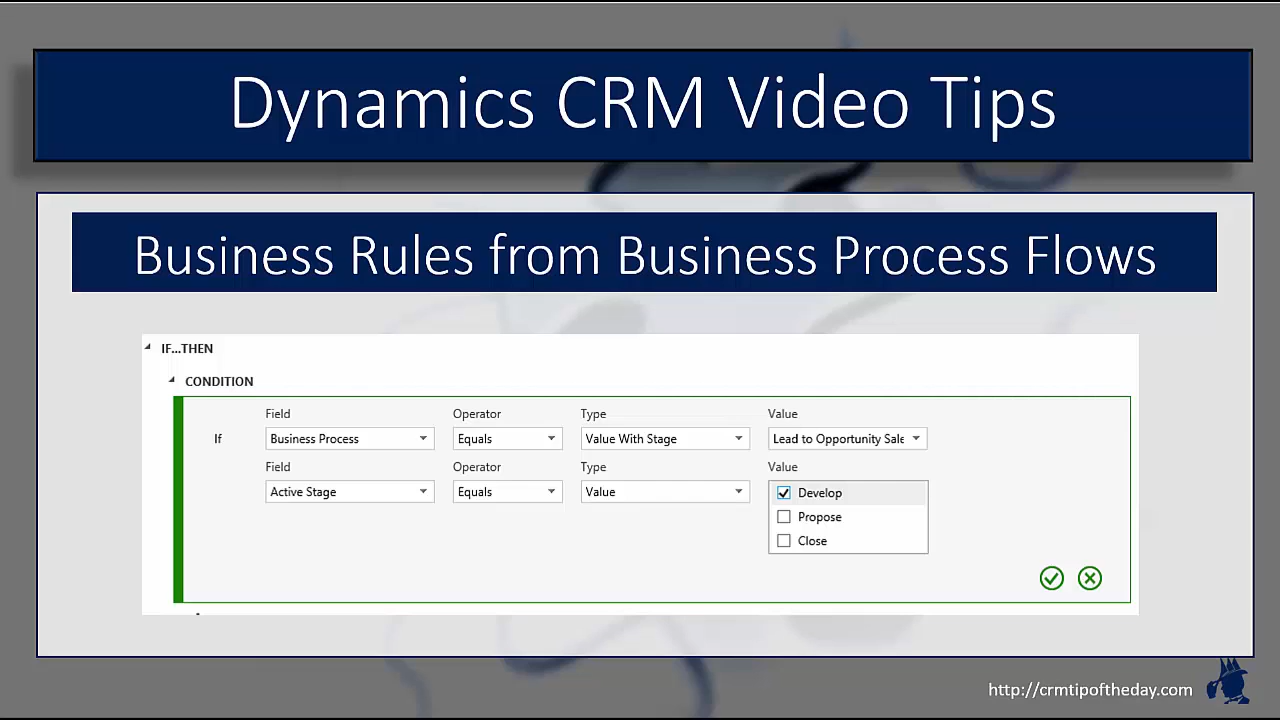 Dynamics CRM Video Tips
Business Rules from Business Process Flows
IF...THEN
CONDITION
Field Operator Type Value
If Business Process Equals Value With Stage Lead to Opportunity Sale
Field Operator Type Value
Active Stage Equals Value Develop
Propose
Close
http://crmtipoftheday.com